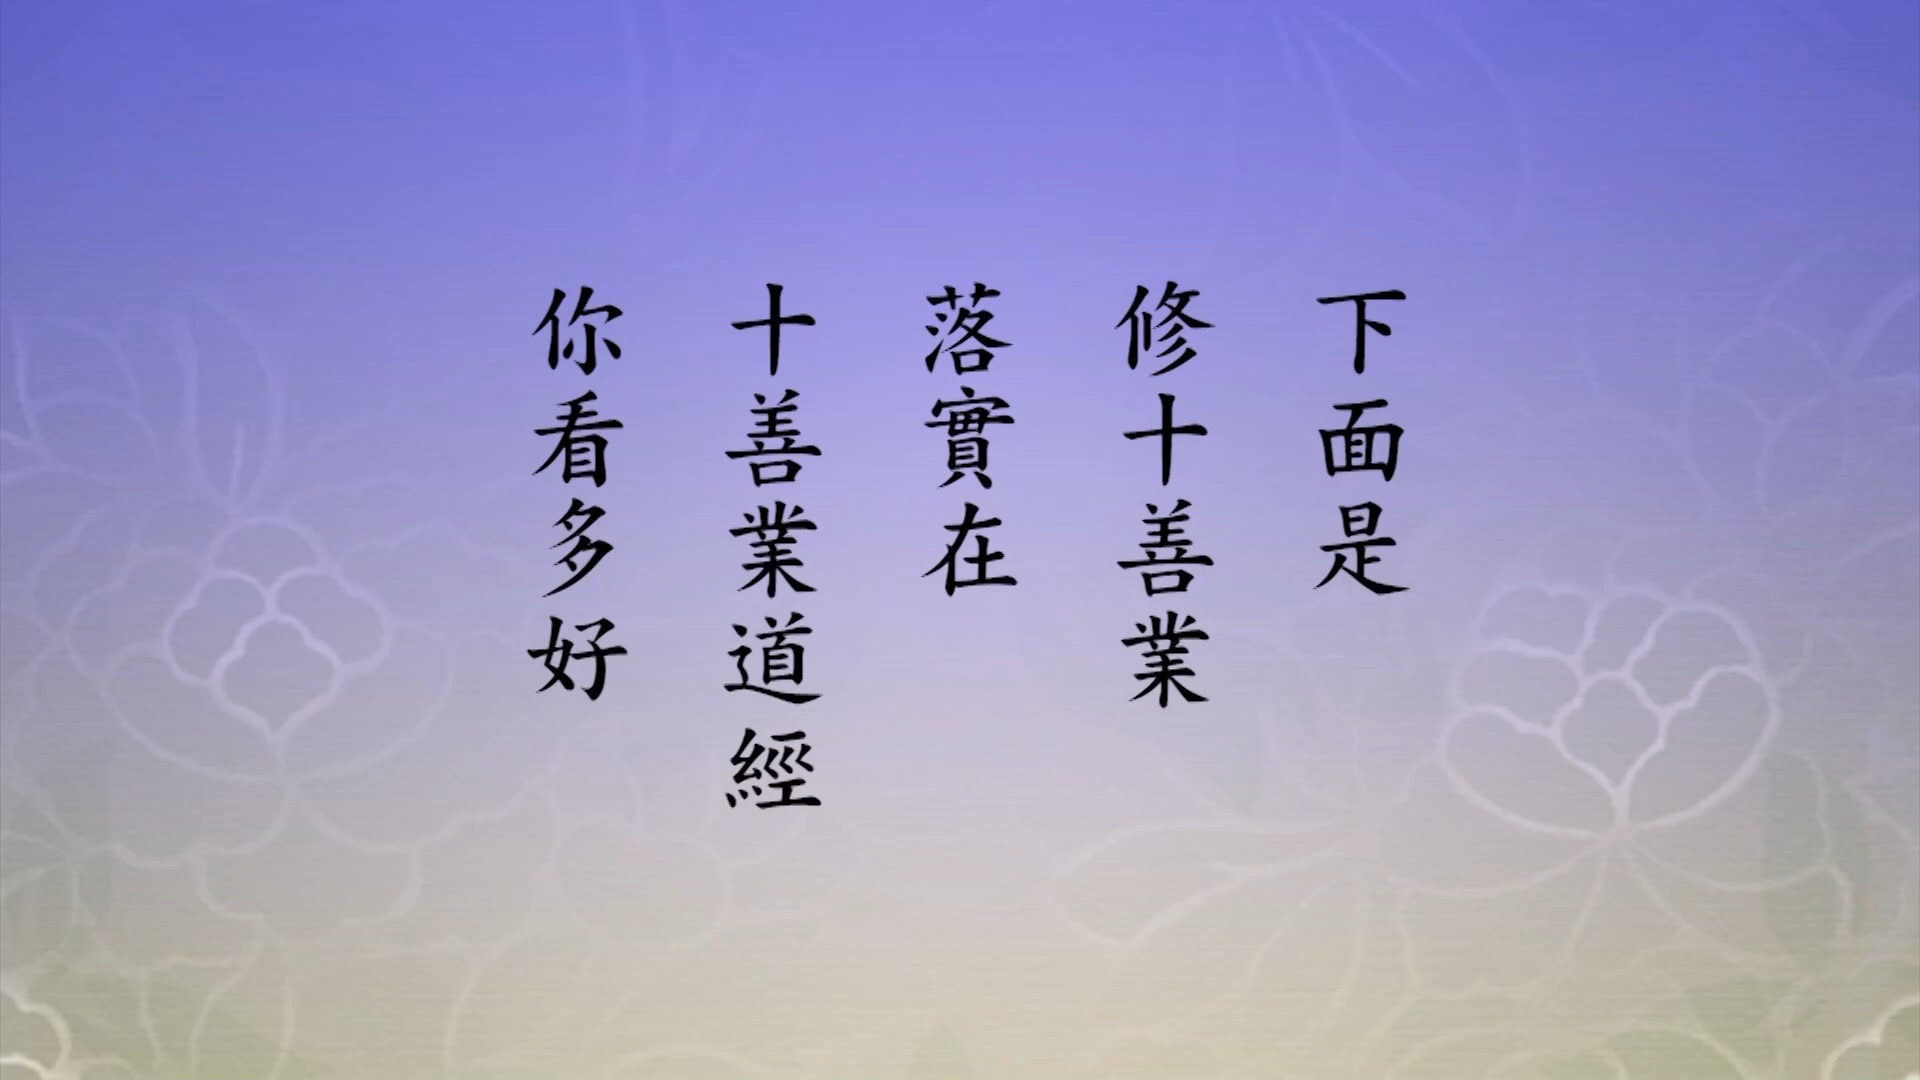 下面是
修十善業
落實在
十善業道經
你看多好